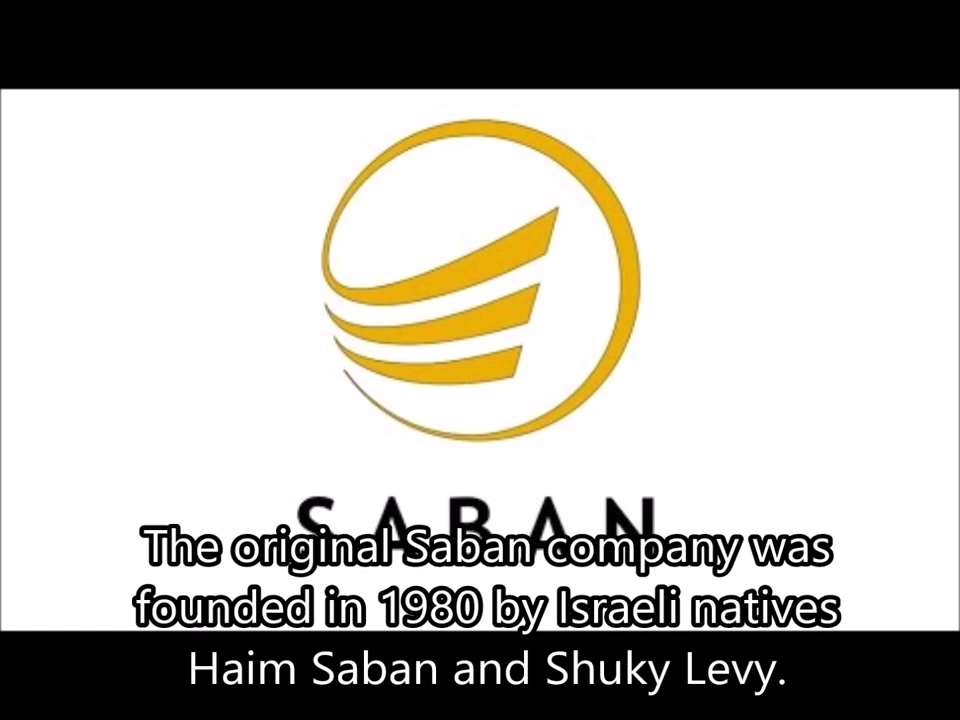 SABAN
The original Saban company was
founded in 1980 by Israeli natives
Haim Saban and Shuky Levy.